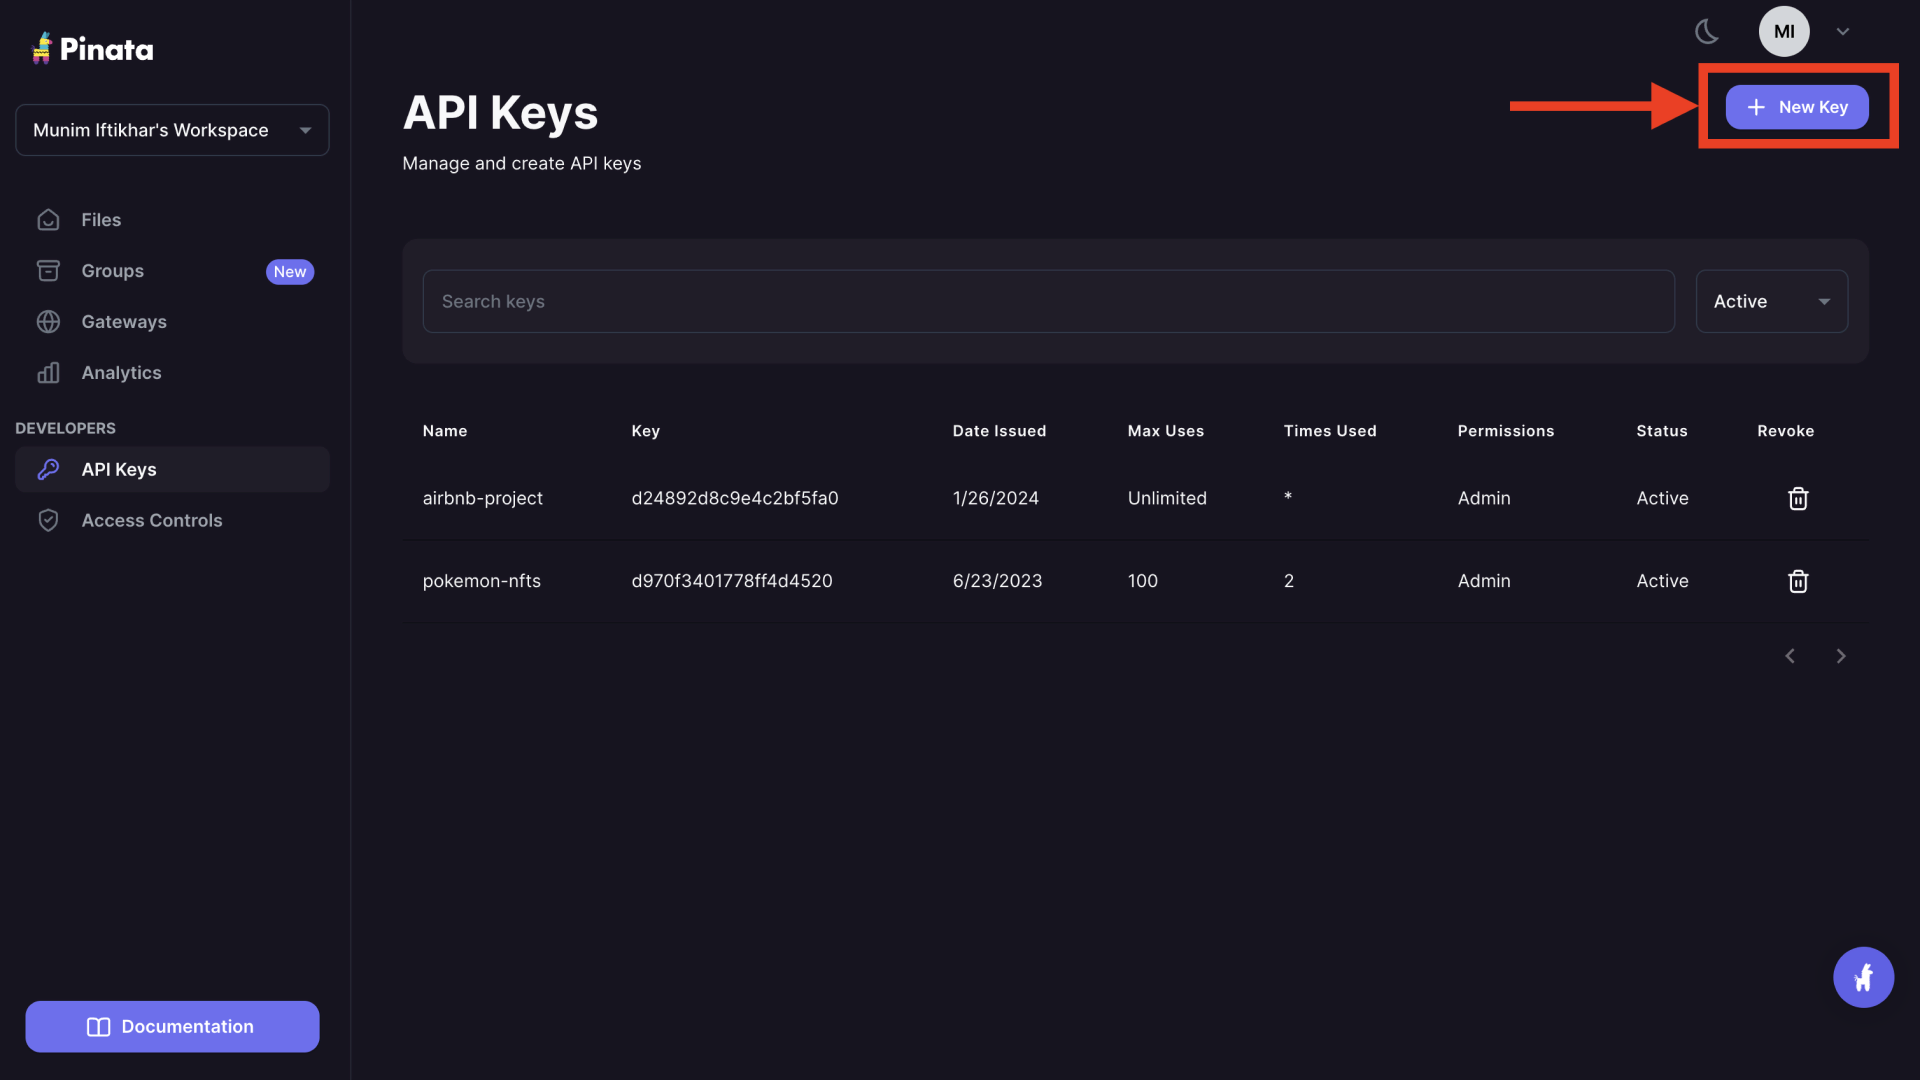 Pinata
Munim Iftikhar's Workspace
Files
Groups
New
Gateways
Analytics
DEVELOPERS
API Keys
Access Controls
Documentation
MI
API Keys
Manage and create API keys
New Key
Search keys
Active
Name Key Date Issued Max Uses Times Used Permissions Status Revoke
airbnb-project d24892d8c9e4c2bf5fa0 1/26/2024 Unlimited * Admin Active
pokemon-nfts d970f3401778ff4d4520 6/23/2023 100 2 Admin Active